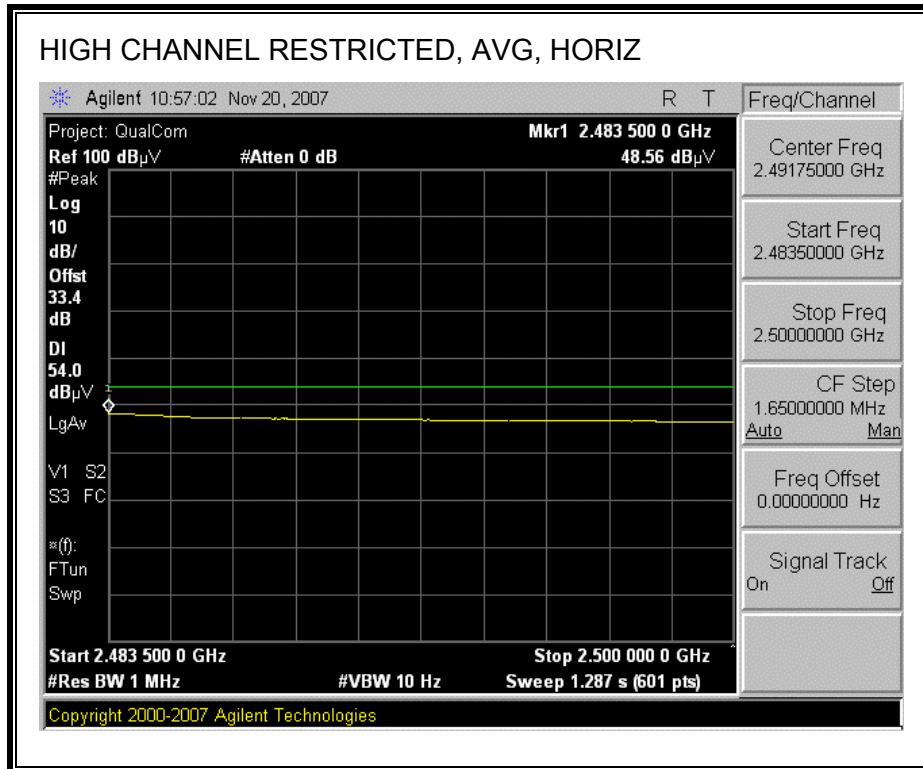 HIGH CHANNEL RESTRICTED, AVG, HORIZ
Agilent 10:57:02 Nov 20, 2007 R T
Freq/Channel
Project: QualCom Mkr1 2.483 500 0 GHz
Ref 100 dBµV #Atten 0 dB 48.56 dBµV
#Peak
Log
10
dB/
Offst
33.4
dB
DI
54.0
dBµV
LgAv
V1 S2
S3 FC
¤(f):
FTun
Swp
1
Start 2.483 500 0 GHz Stop 2.500 000 0 GHz
#Res BW 1 MHz #VBW 10 Hz Sweep 1.287 s (601 pts)
Center Freq
2.49175000 GHz
Start Freq
2.48350000 GHz
Stop Freq
2.50000000 GHz
CF Step
1.65000000 MHz
Auto Man
Freq Offset
0.00000000 Hz
Signal Track
On Off
Copyright 2000-2007 Agilent Technologies